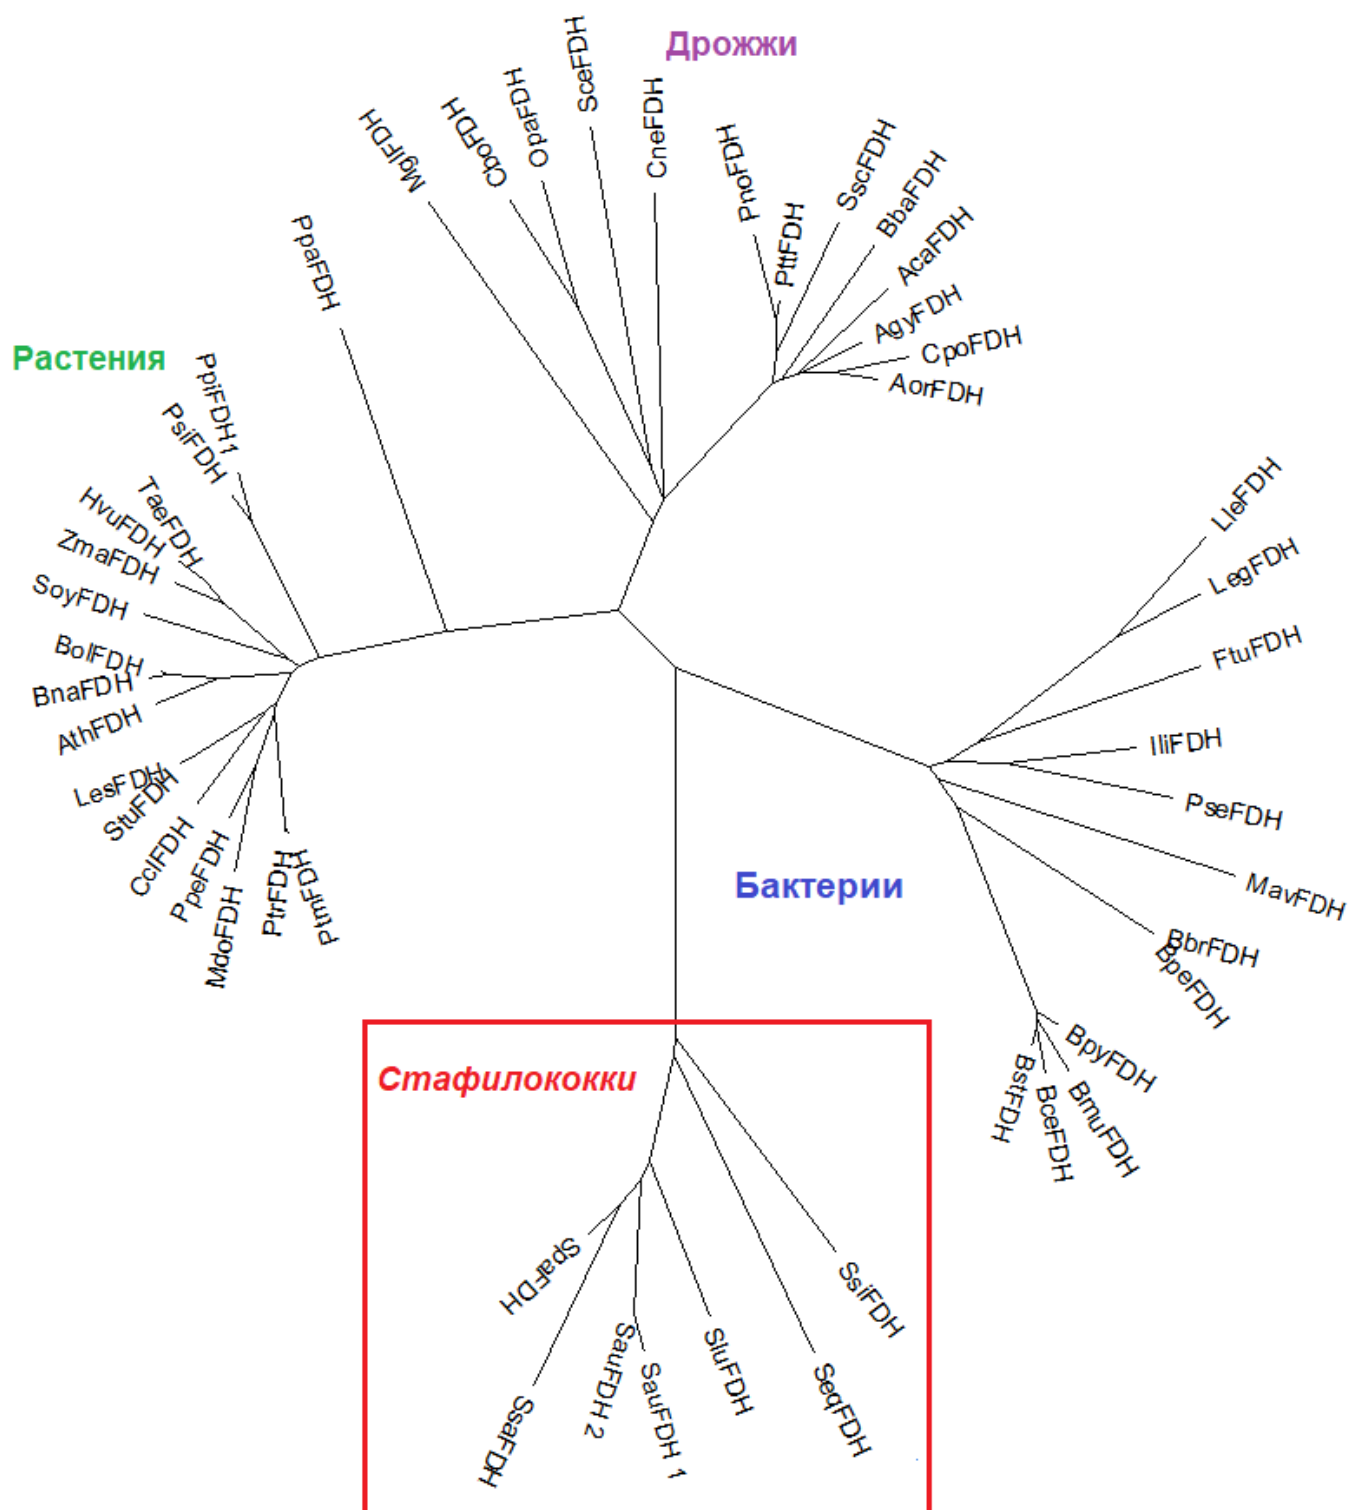 Дрожжи
SceFDH
OpaFDH
CboFDH
MglFDH
CneFDH
PnoFDH
PttFDH
SscFDH
BbaFDH
AcaFDH
AgyFDH
CpoFDH
AorFDH
PpaFDH
Растения
PpiFDH1
PsiFDH
TaeFDH
HvuFDH
ZmaFDH
SoyFDH
BolFDH
BnaFDH
AthFDH
LesFDH
StuFDH
CclFDH
PpeFDH
MdoFDH
PtrFDH
PtmFDH
LleFDH
LegFDH
FtuFDH
IliFDH
PseFDH
MavFDH
Бактерии
BbrFDH
BpeFDH
BpyFDH
BmuFDH
BceFDH
BstFDH
Стафилококки
SpaFDH
SsaFDH
SauFDH 2
SauFDH 1
SluFDH
SeqFDH
SsiFDH